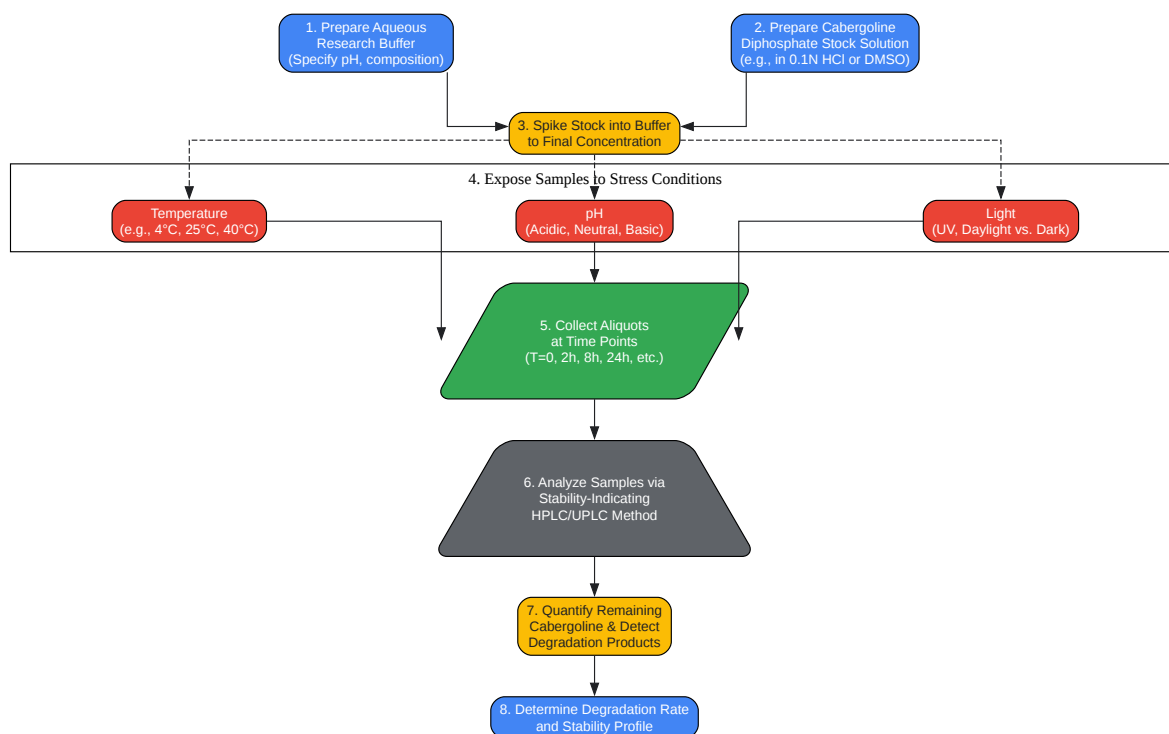 1. Prepare Aqueous
Research Buffer
(Specify pH, composition)
2. Prepare Cabergoline
Diphosphate Stock Solution
(e.g., in 0.1N HCl or DMSO)
3. Spike Stock into Buffer
to Final Concentration
4. Expose Samples to Stress Conditions
Temperature
(e.g., 4°C, 25°C, 40°C)
pH
(Acidic, Neutral, Basic)
Light
(UV, Daylight vs. Dark)
5. Collect Aliquots
at Time Points
(T=0, 2h, 8h, 24h, etc.)
6. Analyze Samples via
Stability-Indicating
HPLC/UPLC Method
7. Quantify Remaining
Cabergoline & Detect
Degradation Products
8. Determine Degradation Rate
and Stability Profile